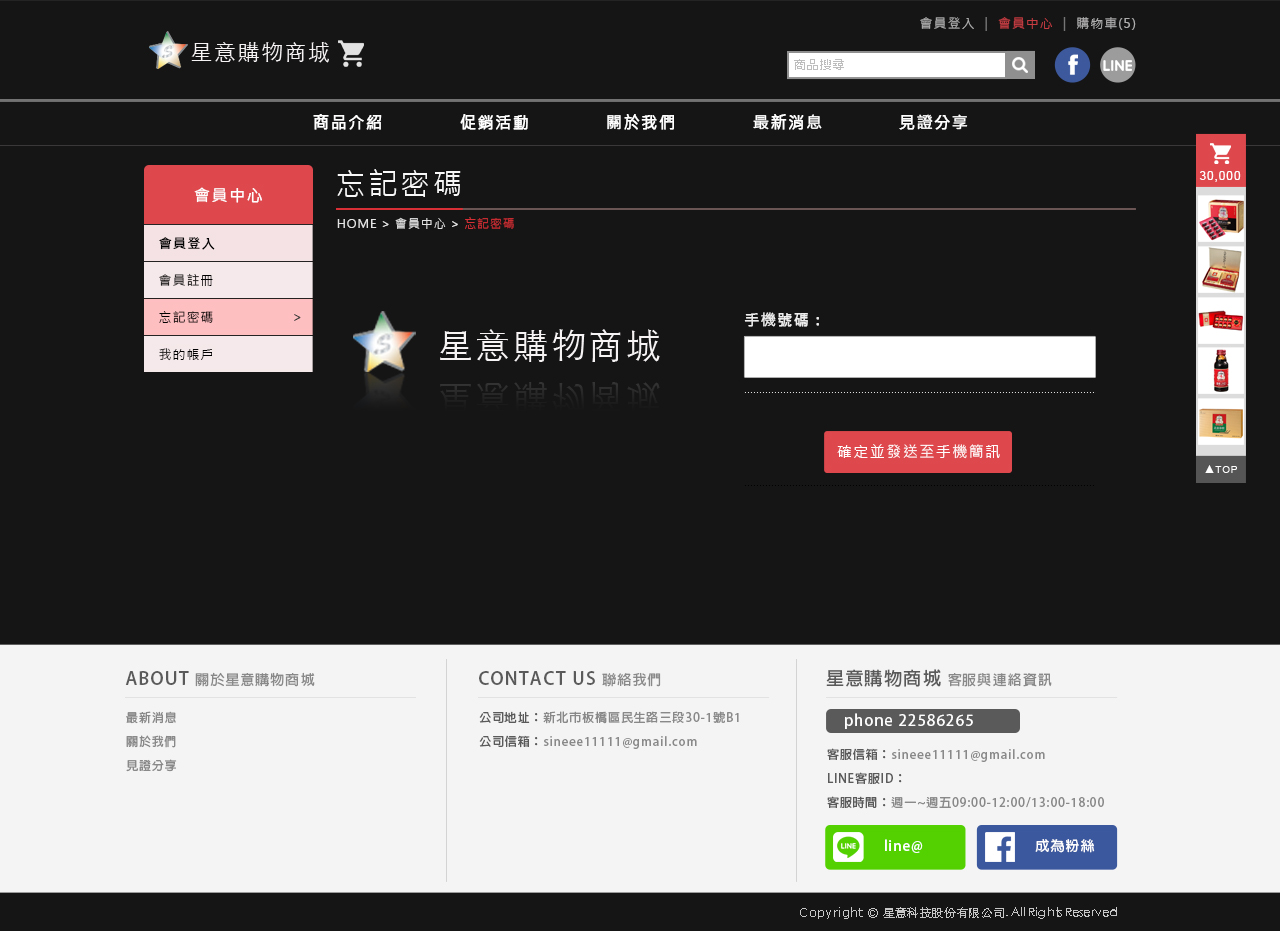 會員登入 | 會員中心 | 購物車(5)
星意購物商城
商品搜尋
f
LINE
商品介紹 促銷活動 關於我們 最新消息 見證分享
30,000
▲TOP
會員中心
會員登入
會員註冊
忘記密碼 >
我的帳戶
忘記密碼
HOME > 會員中心 > 忘記密碼
S 星意購物商城
手機號碼：
確定並發送至手機簡訊
ABOUT 關於星意購物商城
最新消息
關於我們
見證分享
CONTACT US 聯絡我們
公司地址：新北市板橋區民生路三段30-1號B1
公司信箱：sineee11111@gmail.com
星意購物商城 客服與連絡資訊
phone 22586265
客服信箱：sineee11111@gmail.com
LINE客服ID：
客服時間：週一~週五09:00-12:00/13:00-18:00
LINE line@
f 成為粉絲
Copyright © 星意科技股份有限公司. All Rights Reserved